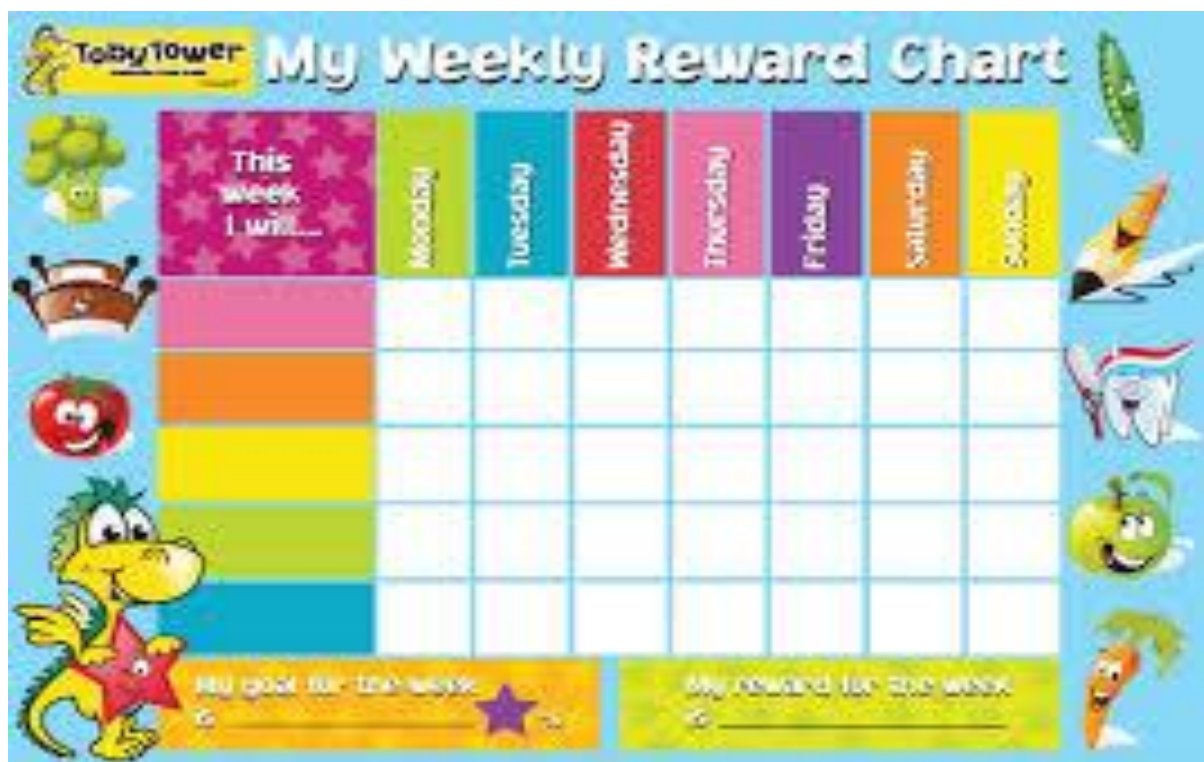 Toby Tower
My Weekly Reward Chart
This
Week
I will...
Monday
Tuesday
Wednesday
Thursday
Friday
Saturday
Sunday
My goal for the week
is
My reward for the week
is